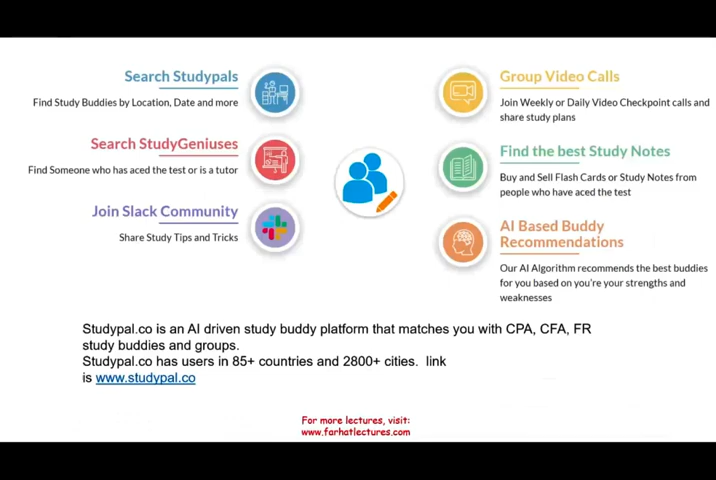 Search Studypals
Find Study Buddies by Location, Date and more
Search StudyGeniuses
Find Someone who has aced the test or is a tutor
Join Slack Community
Share Study Tips and Tricks
Group Video Calls
Join Weekly or Daily Video Checkpoint calls and
share study plans
Find the best Study Notes
Buy and Sell Flash Cards or Study Notes from
people who have aced the test
AI Based Buddy
Recommendations
Our AI Algorithm recommends the best buddies
for you based on you're your strengths and
weaknesses
Studypal.co is an AI driven study buddy platform that matches you with CPA, CFA, FR
study buddies and groups.
Studypal.co has users in 85+ countries and 2800+ cities. link
is www.studypal.co
For more lectures, visit:
www.farhatlectures.com